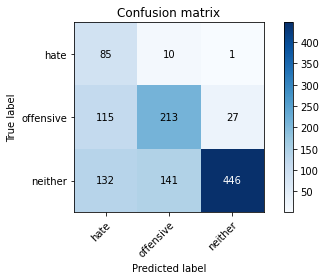 Confusion matrix
hate 85 10 1
offensive 115 213 27
neither 132 141 446
hate offensive neither
True label
Predicted label
400
350
300
250
200
150
100
50